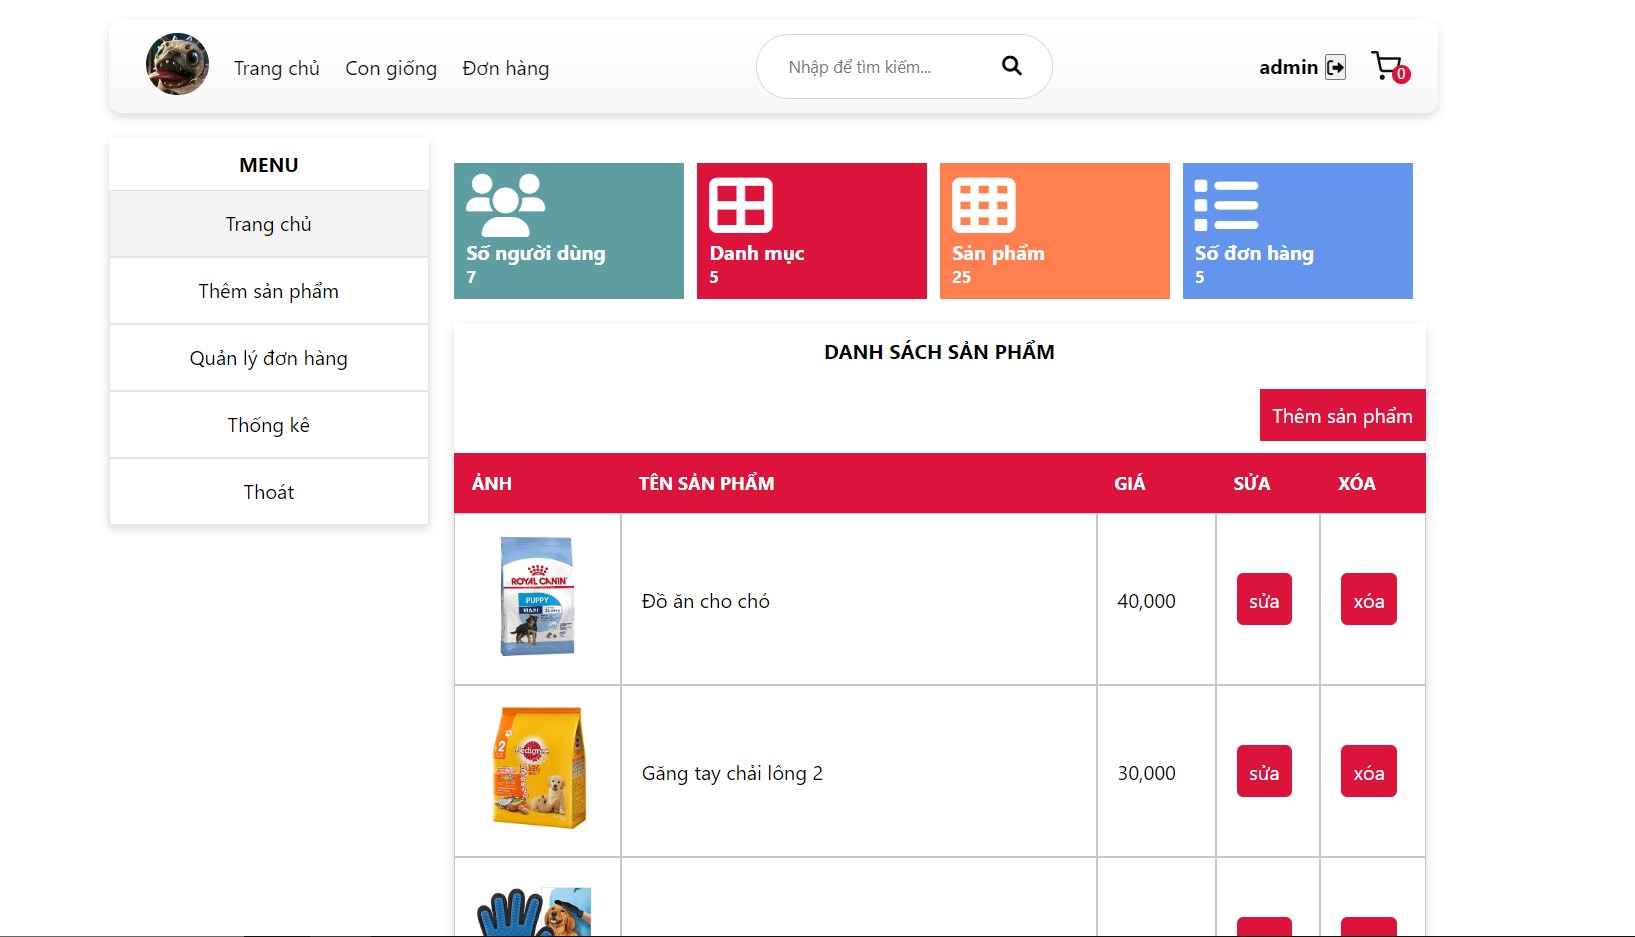 Trang chủ Con giống Đơn hàng
Nhập để tìm kiếm...
admin
0
MENU
Trang chủ
Thêm sản phẩm
Quản lý đơn hàng
Thống kê
Thoát
Số người dùng
7
Danh mục
5
Sản phẩm
25
Số đơn hàng
5
DANH SÁCH SẢN PHẨM
Thêm sản phẩm
ẢNH TÊN SẢN PHẨM GIÁ SỬA XÓA
ROYAL CANIN
PUPPY
MAXI
Đồ ăn cho chó 40,000 sửa xóa
2
Pedigree
Găng tay chải lông 2 30,000 sửa xóa